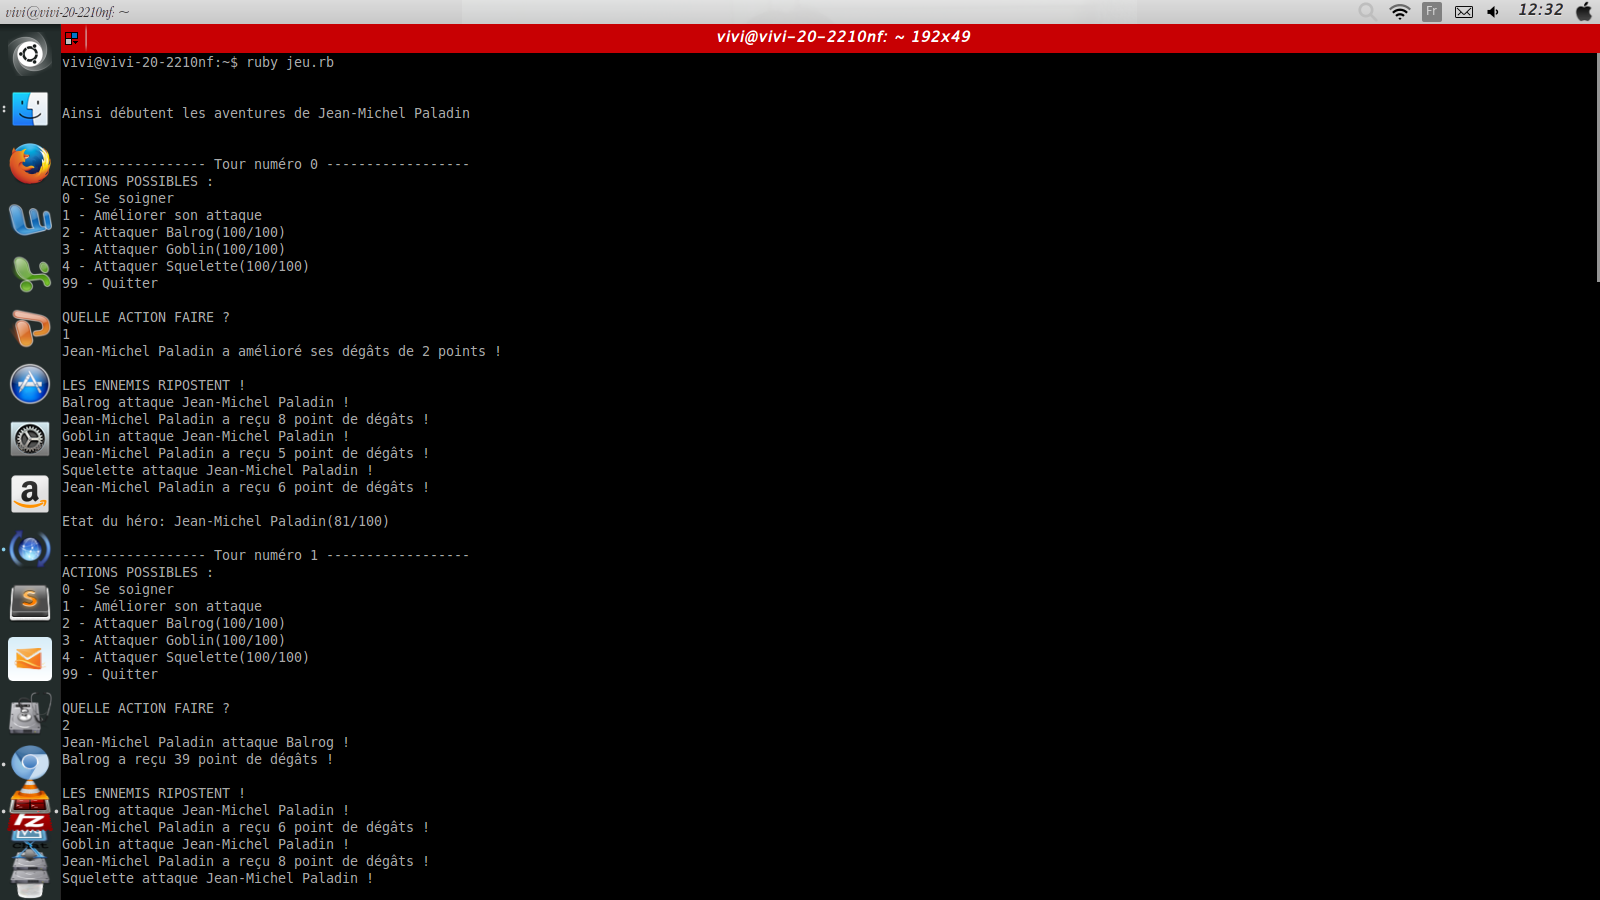 vivi@vivi-20-2210nf: ~
Fr
12:32
vivi@vivi-20-2210nf: ~ 192x49
vivi@vivi-20-2210nf:~$ ruby jeu.rb
Ainsi débutent les aventures de Jean-Michel Paladin
------------------ Tour numéro 0 ------------------
ACTIONS POSSIBLES :
0 - Se soigner
1 - Améliorer son attaque
2 - Attaquer Balrog(100/100)
3 - Attaquer Goblin(100/100)
4 - Attaquer Squelette(100/100)
99 - Quitter
QUELLE ACTION FAIRE ?
1
Jean-Michel Paladin a amélioré ses dégâts de 2 points !
LES ENNEMIS RIPOSTENT !
Balrog attaque Jean-Michel Paladin !
Jean-Michel Paladin a reçu 8 point de dégâts !
Goblin attaque Jean-Michel Paladin !
Jean-Michel Paladin a reçu 5 point de dégâts !
Squelette attaque Jean-Michel Paladin !
Jean-Michel Paladin a reçu 6 point de dégâts !
Etat du héro: Jean-Michel Paladin(81/100)
------------------ Tour numéro 1 ------------------
ACTIONS POSSIBLES :
0 - Se soigner
1 - Améliorer son attaque
2 - Attaquer Balrog(100/100)
3 - Attaquer Goblin(100/100)
4 - Attaquer Squelette(100/100)
99 - Quitter
QUELLE ACTION FAIRE ?
2
Jean-Michel Paladin attaque Balrog !
Balrog a reçu 39 point de dégâts !
LES ENNEMIS RIPOSTENT !
Balrog attaque Jean-Michel Paladin !
Jean-Michel Paladin a reçu 6 point de dégâts !
Goblin attaque Jean-Michel Paladin !
Jean-Michel Paladin a reçu 8 point de dégâts !
Squelette attaque Jean-Michel Paladin !